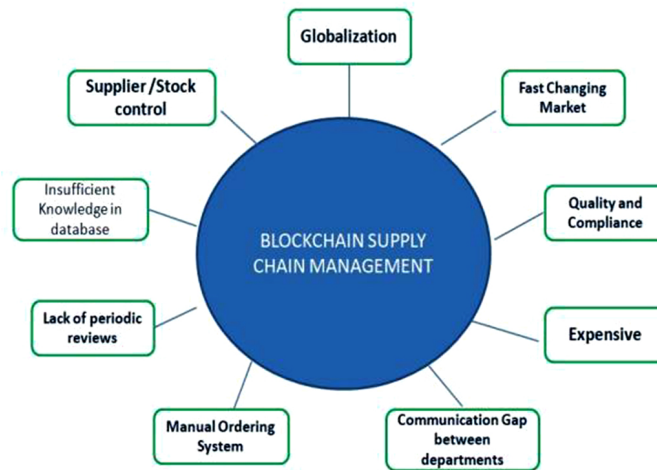 Globalization
Supplier /Stock
control
Fast Changing
Market
Insufficient
Knowledge in
database
Quality and
Compliance
BLOCKCHAIN SUPPLY
CHAIN MANAGEMENT
Lack of periodic
reviews
Expensive
Manual Ordering
System
Communication Gap
between
departments